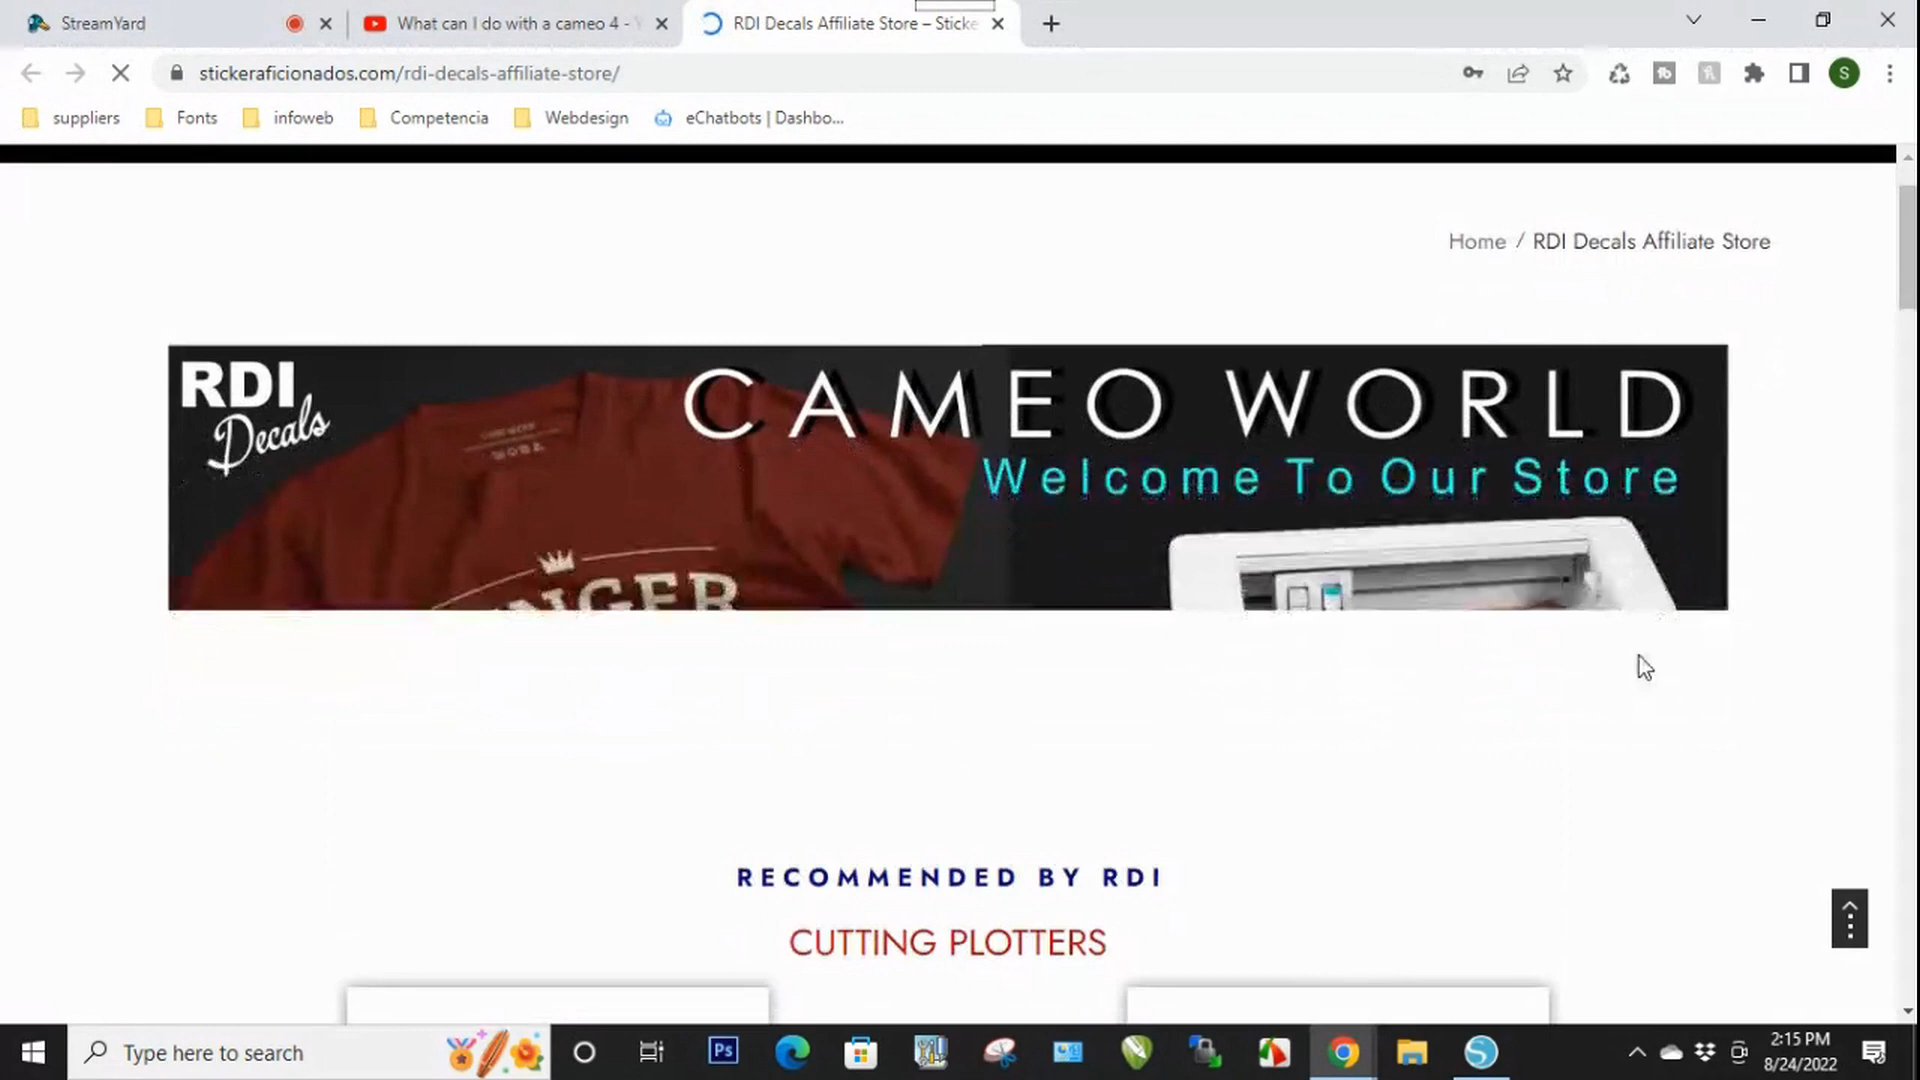 StreamYard
What can I do with a cameo 4 -
RDI Decals Affiliate Store – Sticke
stickeraficionados.com/rdi-decals-affiliate-store/
S
suppliers
Fonts
infoweb
Competencia
Webdesign
eChatbots | Dashbo...
Home / RDI Decals Affiliate Store
RDI
Decals
CAMEO WORLD
Welcome To Our Store
RECOMMENDED BY RDI
CUTTING PLOTTERS
Type here to search
Ps
2:15 PM
8/24/2022